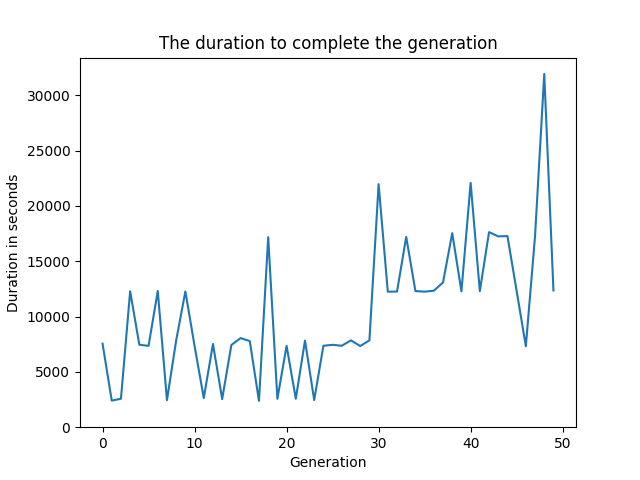 The duration to complete the generation
30000
25000
20000
15000
10000
5000
0
Duration in seconds
0 10 20 30 40 50
Generation